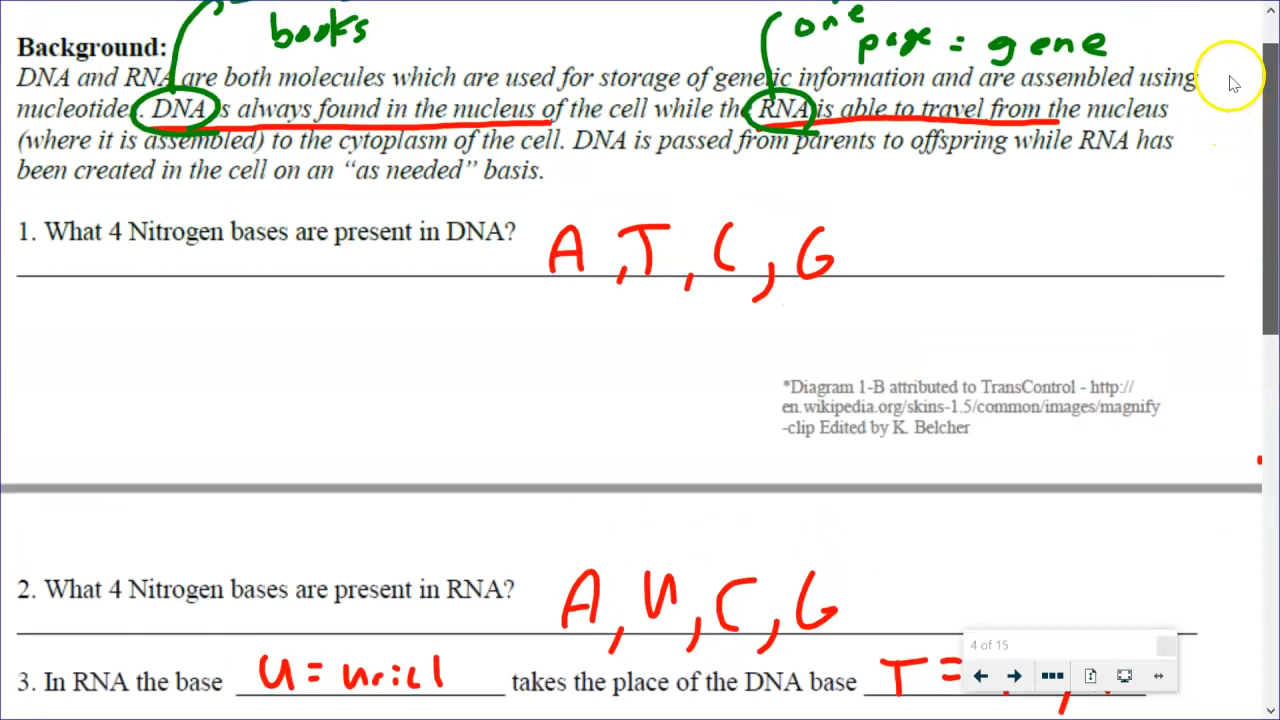 books
one
page = gene
Background:
DNA and RNA are both molecules which are used for storage of genetic information and are assembled using
nucleotides. DNA is always found in the nucleus of the cell while the RNA is able to travel from the nucleus
(where it is assembled) to the cytoplasm of the cell. DNA is passed from parents to offspring while RNA has
been created in the cell on an “as needed” basis.
1. What 4 Nitrogen bases are present in DNA? A, T, C, G
*Diagram 1-B attributed to TransControl - http://
en.wikipedia.org/skins-1.5/common/images/magnify
-clip Edited by K. Belcher
2. What 4 Nitrogen bases are present in RNA? A, U, C, G
4 of 15
3. In RNA the base U = uricl takes the place of the DNA base T =